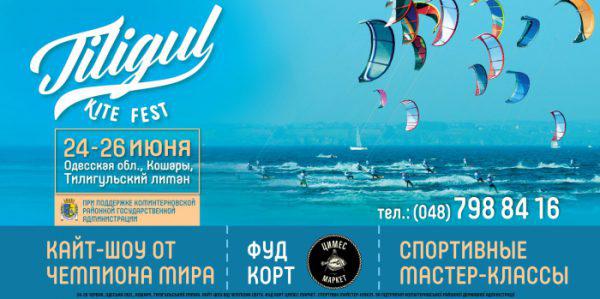 Tiligul
KITE FEST
24-26 ИЮНЯ
Одесская обл., Кошары,
Тилигульский лиман
ПРИ ПОДДЕРЖКЕ КОМИНТЕРНОВСКОЙ
РАЙОННОЙ ГОСУДАРСТВЕННОЙ
АДМИНИСТРАЦИИ
тел.: (048) 798 84 16
КАЙТ-ШОУ ОТ
ЧЕМПИОНА МИРА
ФУД
КОРТ
ЦИМЕС
МАРКЕТ
СПОРТИВНЫЕ
МАСТЕР-КЛАССЫ